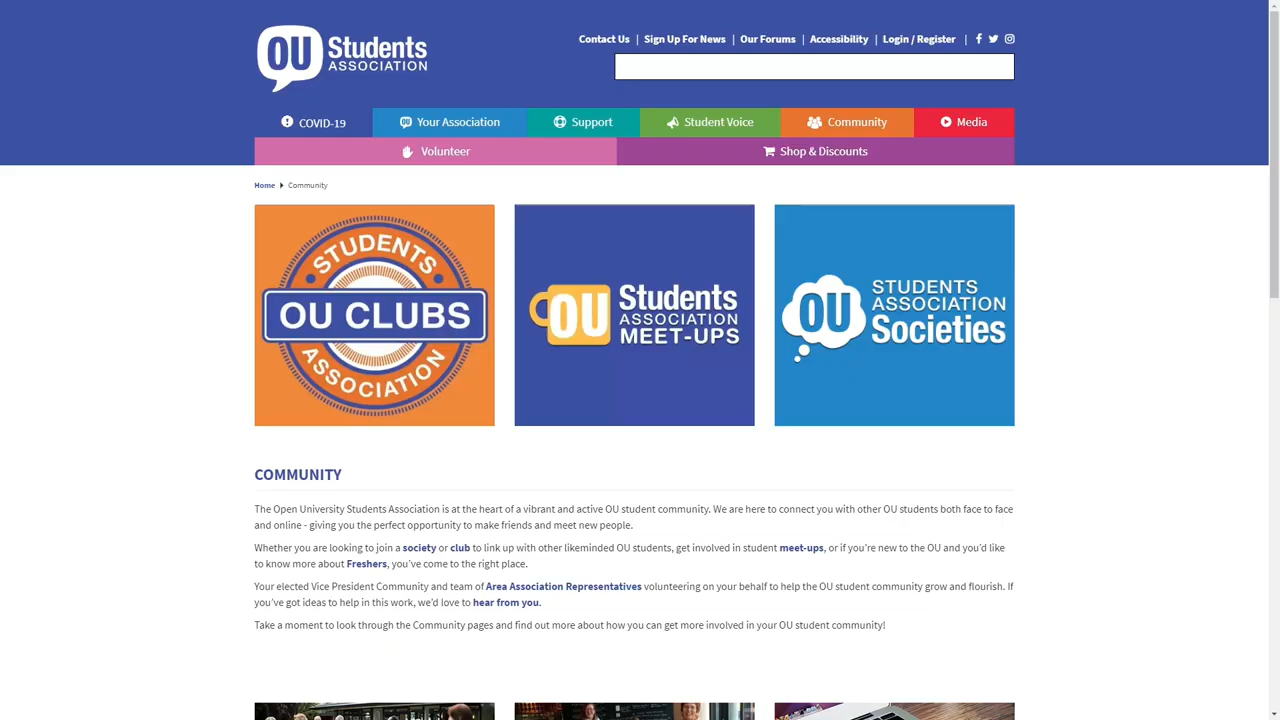 OU Students
ASSOCIATION
Contact Us | Sign Up For News | Our Forums | Accessibility | Login / Register |
COVID-19
OU Your Association
Support
Student Voice
Community
Media
Volunteer
Shop & Discounts
Home Community
STUDENTS
OU CLUBS
ASSOCIATION
OU Students
ASSOCIATION
MEET-UPS
OU STUDENTS
ASSOCIATION
Societies
COMMUNITY
The Open University Students Association is at the heart of a vibrant and active OU student community. We are here to connect you with other OU students both face to face
and online - giving you the perfect opportunity to make friends and meet new people.
Whether you are looking to join a society or club to link up with other likeminded OU students, get involved in student meet-ups, or if you're new to the OU and you'd like
to know more about Freshers, you've come to the right place.
Your elected Vice President Community and team of Area Association Representatives volunteering on your behalf to help the OU student community grow and flourish. If
you've got ideas to help in this work, we'd love to hear from you.
Take a moment to look through the Community pages and find out more about how you can get more involved in your OU student community!